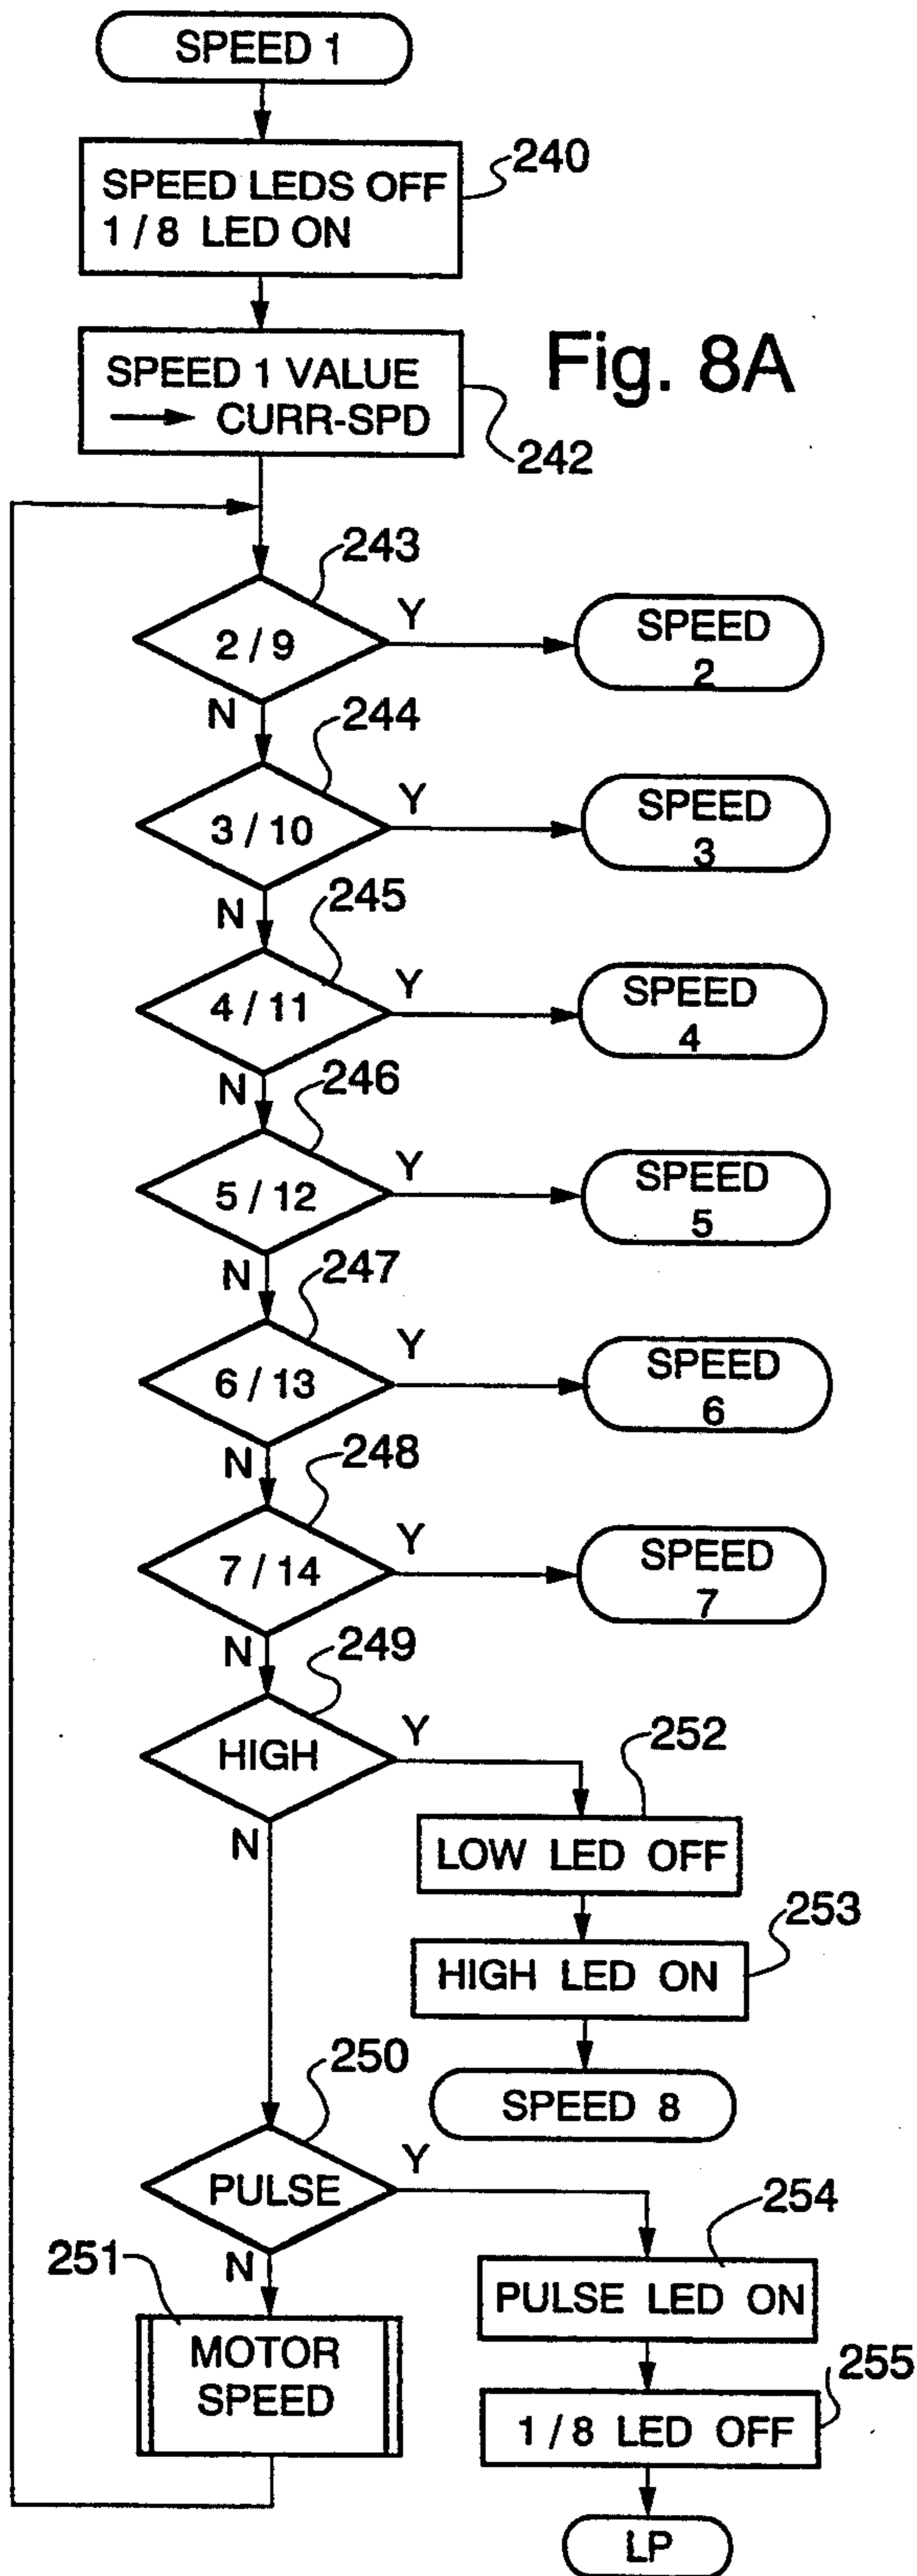 SPEED 1
240
SPEED LEDS OFF
1 / 8 LED ON
Fig. 8A
SPEED 1 VALUE
CURR-SPD
242
243
2 / 9
Y
SPEED
2
N
244
3 / 10
Y
SPEED
3
N
245
4 / 11
Y
SPEED
4
N
246
5 / 12
Y
SPEED
5
N
247
6 / 13
Y
SPEED
6
N
248
7 / 14
Y
SPEED
7
N
249
HIGH
Y
252
LOW LED OFF
N
253
HIGH LED ON
SPEED 8
250
PULSE
Y
254
PULSE LED ON
N
251
MOTOR
SPEED
255
1 / 8 LED OFF
LP